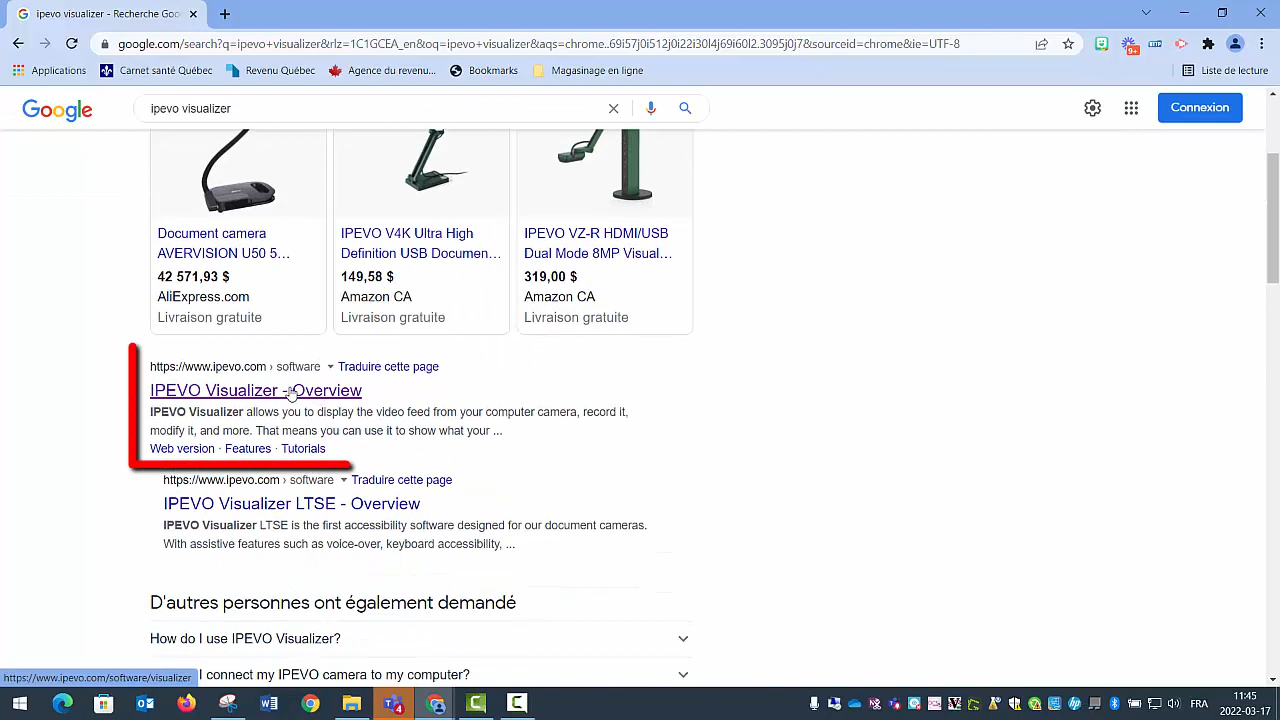 ipevo visualizer - Recherche Goo
google.com/search?q=ipevo+visualizer&rlz=1C1GCEA_en&q=ipevo+visualizer&aqs=chrome..69i57j0i512j0i22i30l4j69i60l2.3095j0j7&sourceid=chrome&ie=UTF-8
9+
Applications
Carnet santé Québec
Revenu Québec
Agence du revenu...
Bookmarks
Magasinage en ligne
Liste de lecture
Google
ipevo visualizer
Connexion
Document camera
AVERVISION U50 5...
42 571,93 $
AliExpress.com
Livraison gratuite
IPEVO V4K Ultra High
Definition USB Documen...
149,58 $
Amazon CA
Livraison gratuite
IPEVO VZ-R HDMI/USB
Dual Mode 8MP Visual...
319,00 $
Amazon CA
Livraison gratuite
https://www.ipevo.com › software Traduire cette page
IPEVO Visualizer - Overview
IPEVO Visualizer allows you to display the video feed from your computer camera, record it,
modify it, and more. That means you can use it to show what your ...
Web version · Features · Tutorials
https://www.ipevo.com › software Traduire cette page
IPEVO Visualizer LTSE - Overview
IPEVO Visualizer LTSE is the first accessibility software designed for our document cameras.
With assistive features such as voice-over, keyboard accessibility, ...
D'autres personnes ont également demandé
How do I use IPEVO Visualizer?
I connect my IPEVO camera to my computer?
https://www.ipevo.com/software/visualizer
FRA
11:45
2022-03-17